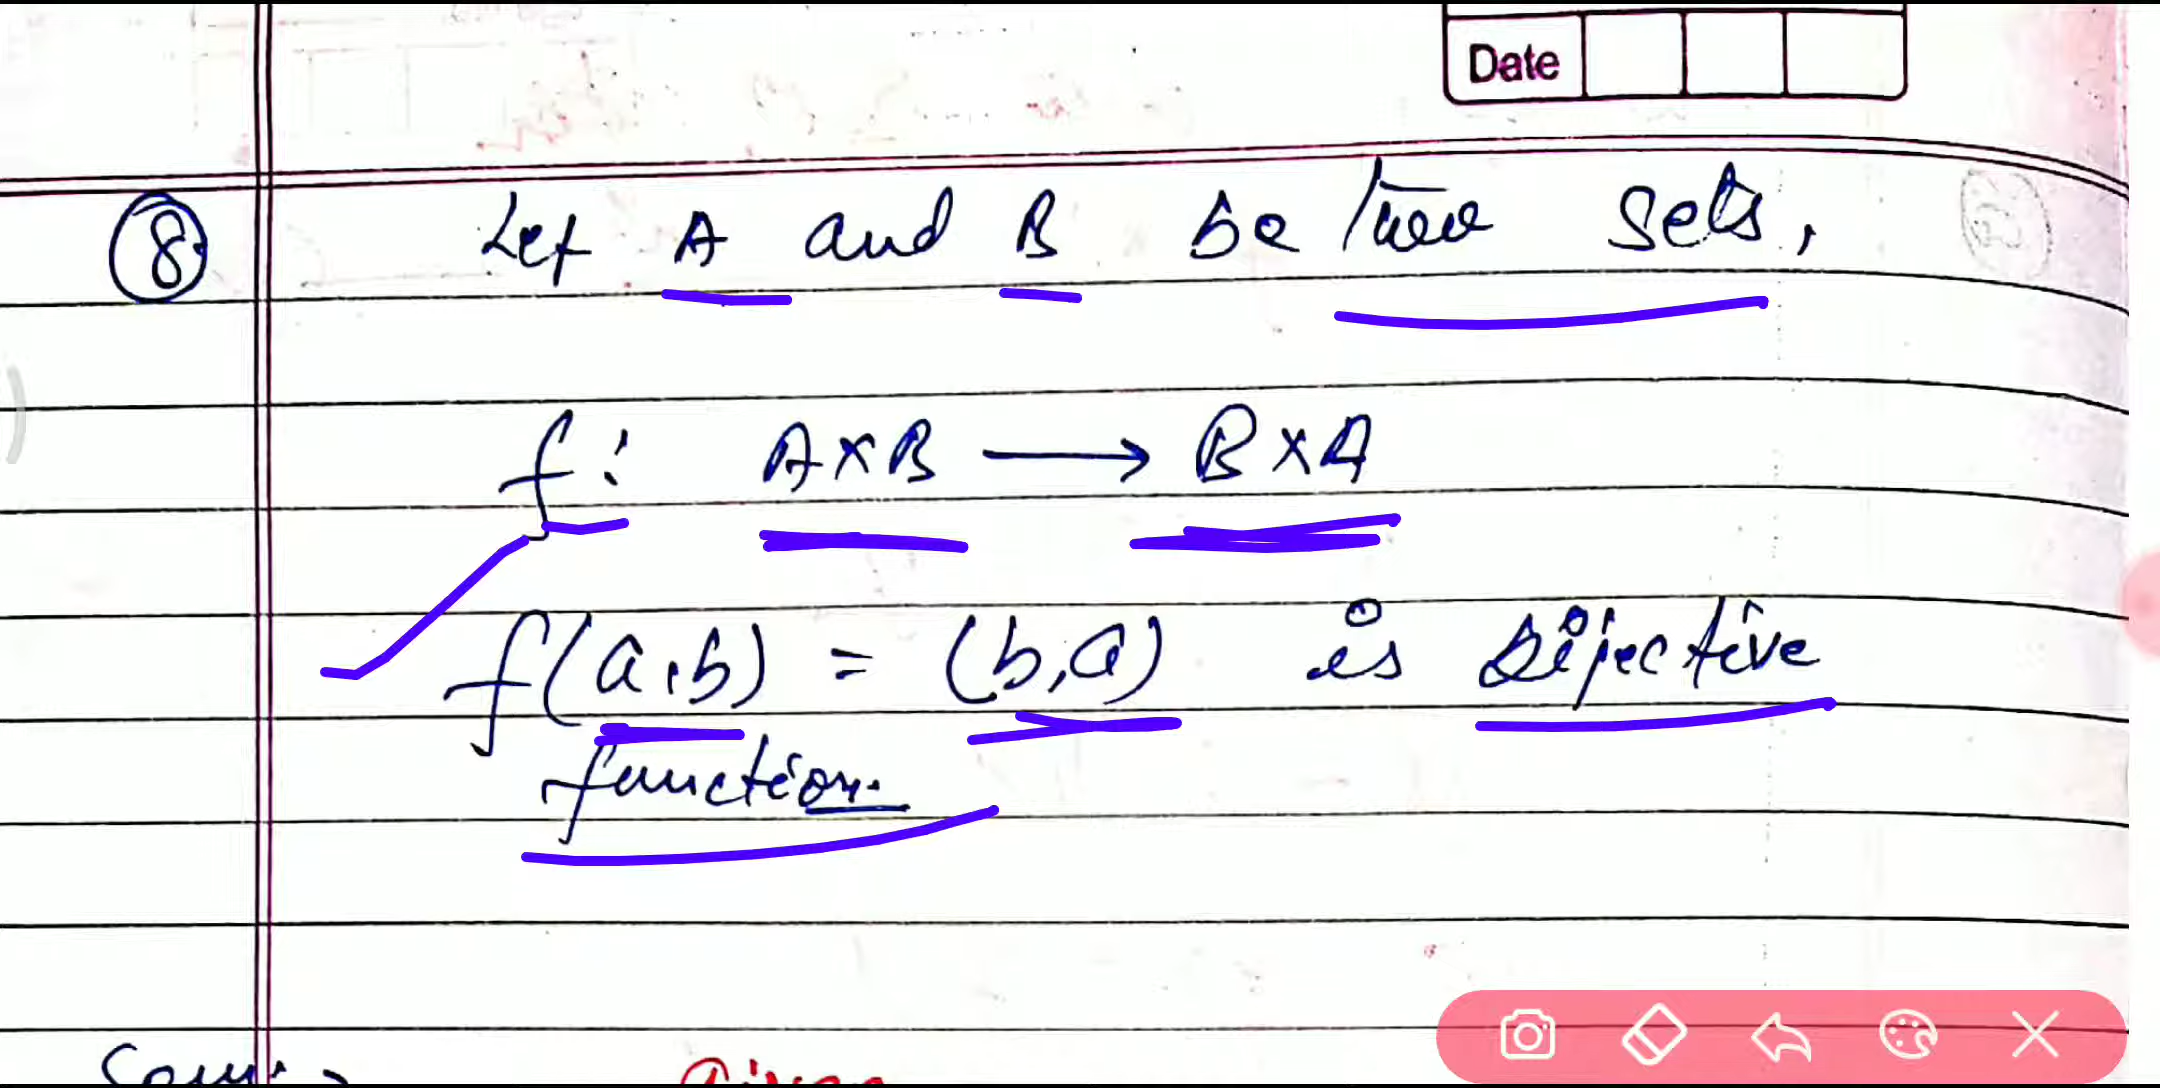 Date
8 Let A and B be two sets,
f: A×B ⟶ B×A
f(a,b) = (b,a) is Bijective
function.